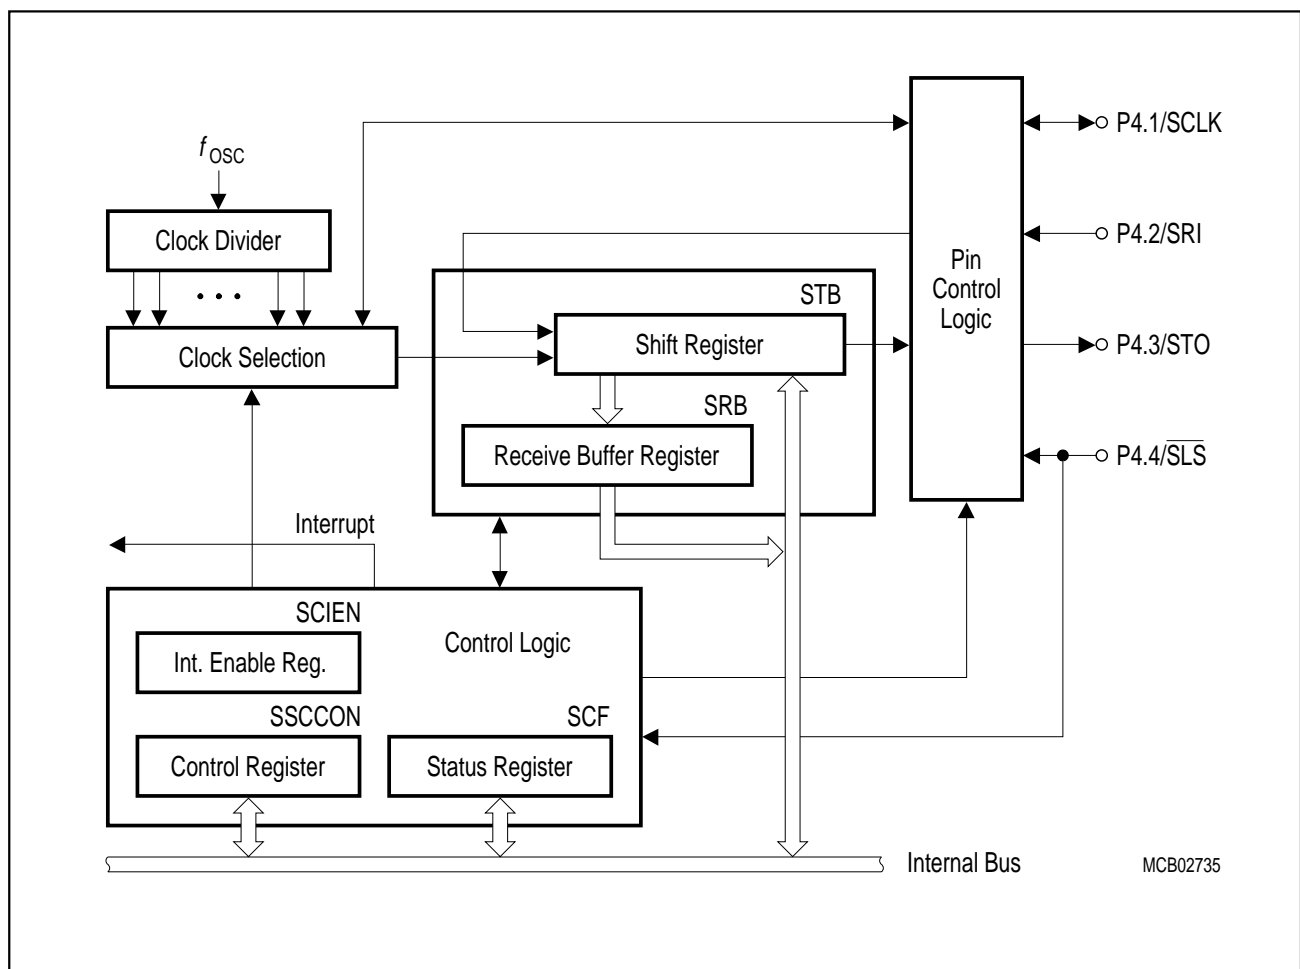 P4.1/SCLK
f OSC
Clock Divider
P4.2/SRI
Pin
Control
Logic
• • •
STB
Shift Register
Clock Selection
P4.3/STO
SRB
Receive Buffer Register
P4.4/S̅L̅S̅
Interrupt
SCIEN
Int. Enable Reg.
Control Logic
SSCCON
SCF
Control Register
Status Register
Internal Bus
MCB02735